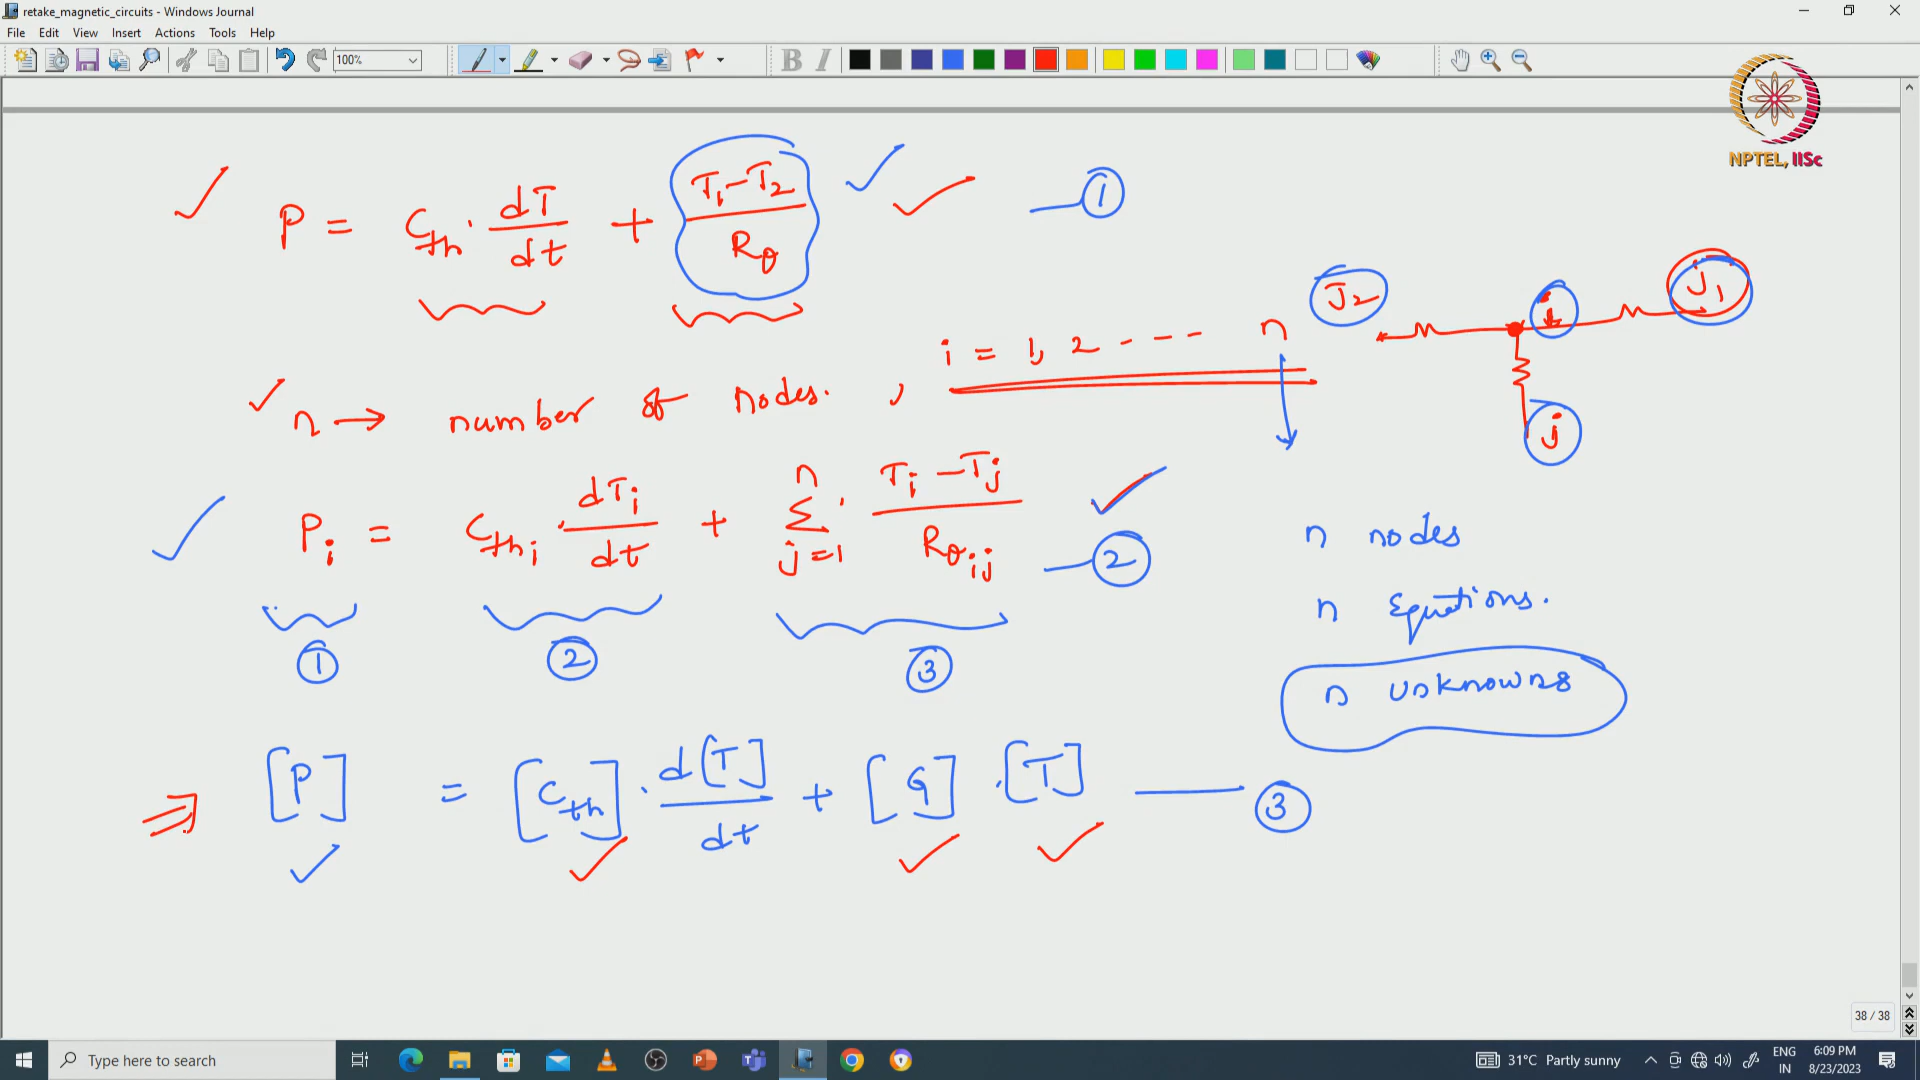 retake_magnetic_circuits - Windows Journal
File Edit View Insert Actions Tools Help
100%
B I
NPTEL, IISc
P = Cth · dT/dt + (T1 - T2)/Rθ — ①
J2 i J1
j
n → number of nodes. , i = 1, 2 - - - - n
Pi = Cthi · dTi/dt + Σ j=1 n (Ti - Tj)/Rθij — ②
① ② ③
n nodes
n Equations.
n unknowns
⇒ [P] = [Cth] · d[T]/dt + [G] · [T] — ③
38 / 38
Type here to search
31°C Partly sunny
ENG IN
6:09 PM
8/23/2023